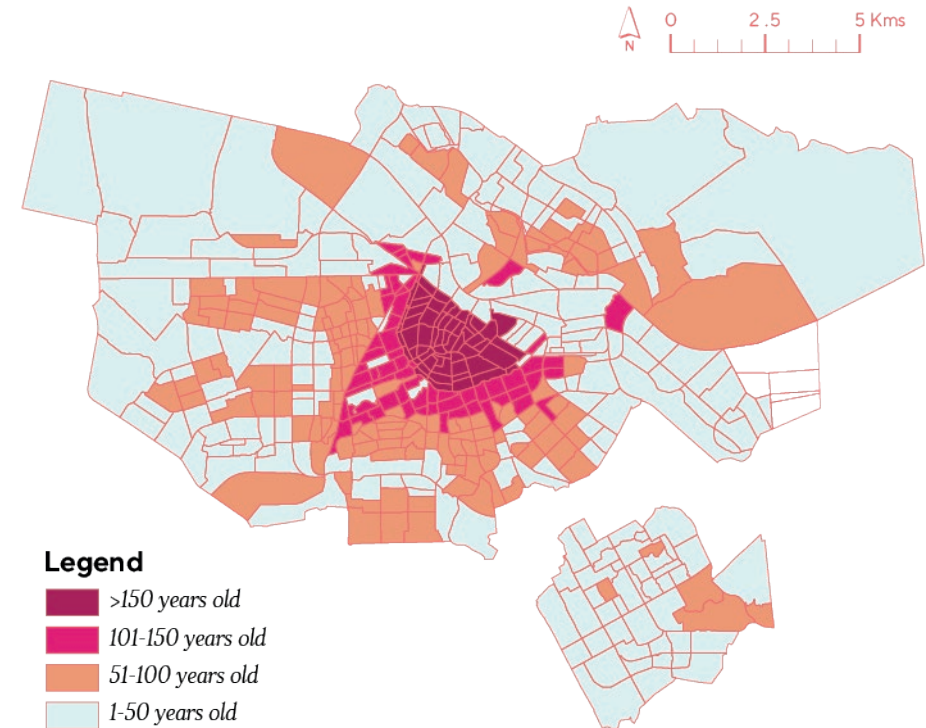 0 2.5 5 Kms
N
Legend
>150 years old
101-150 years old
51-100 years old
1-50 years old